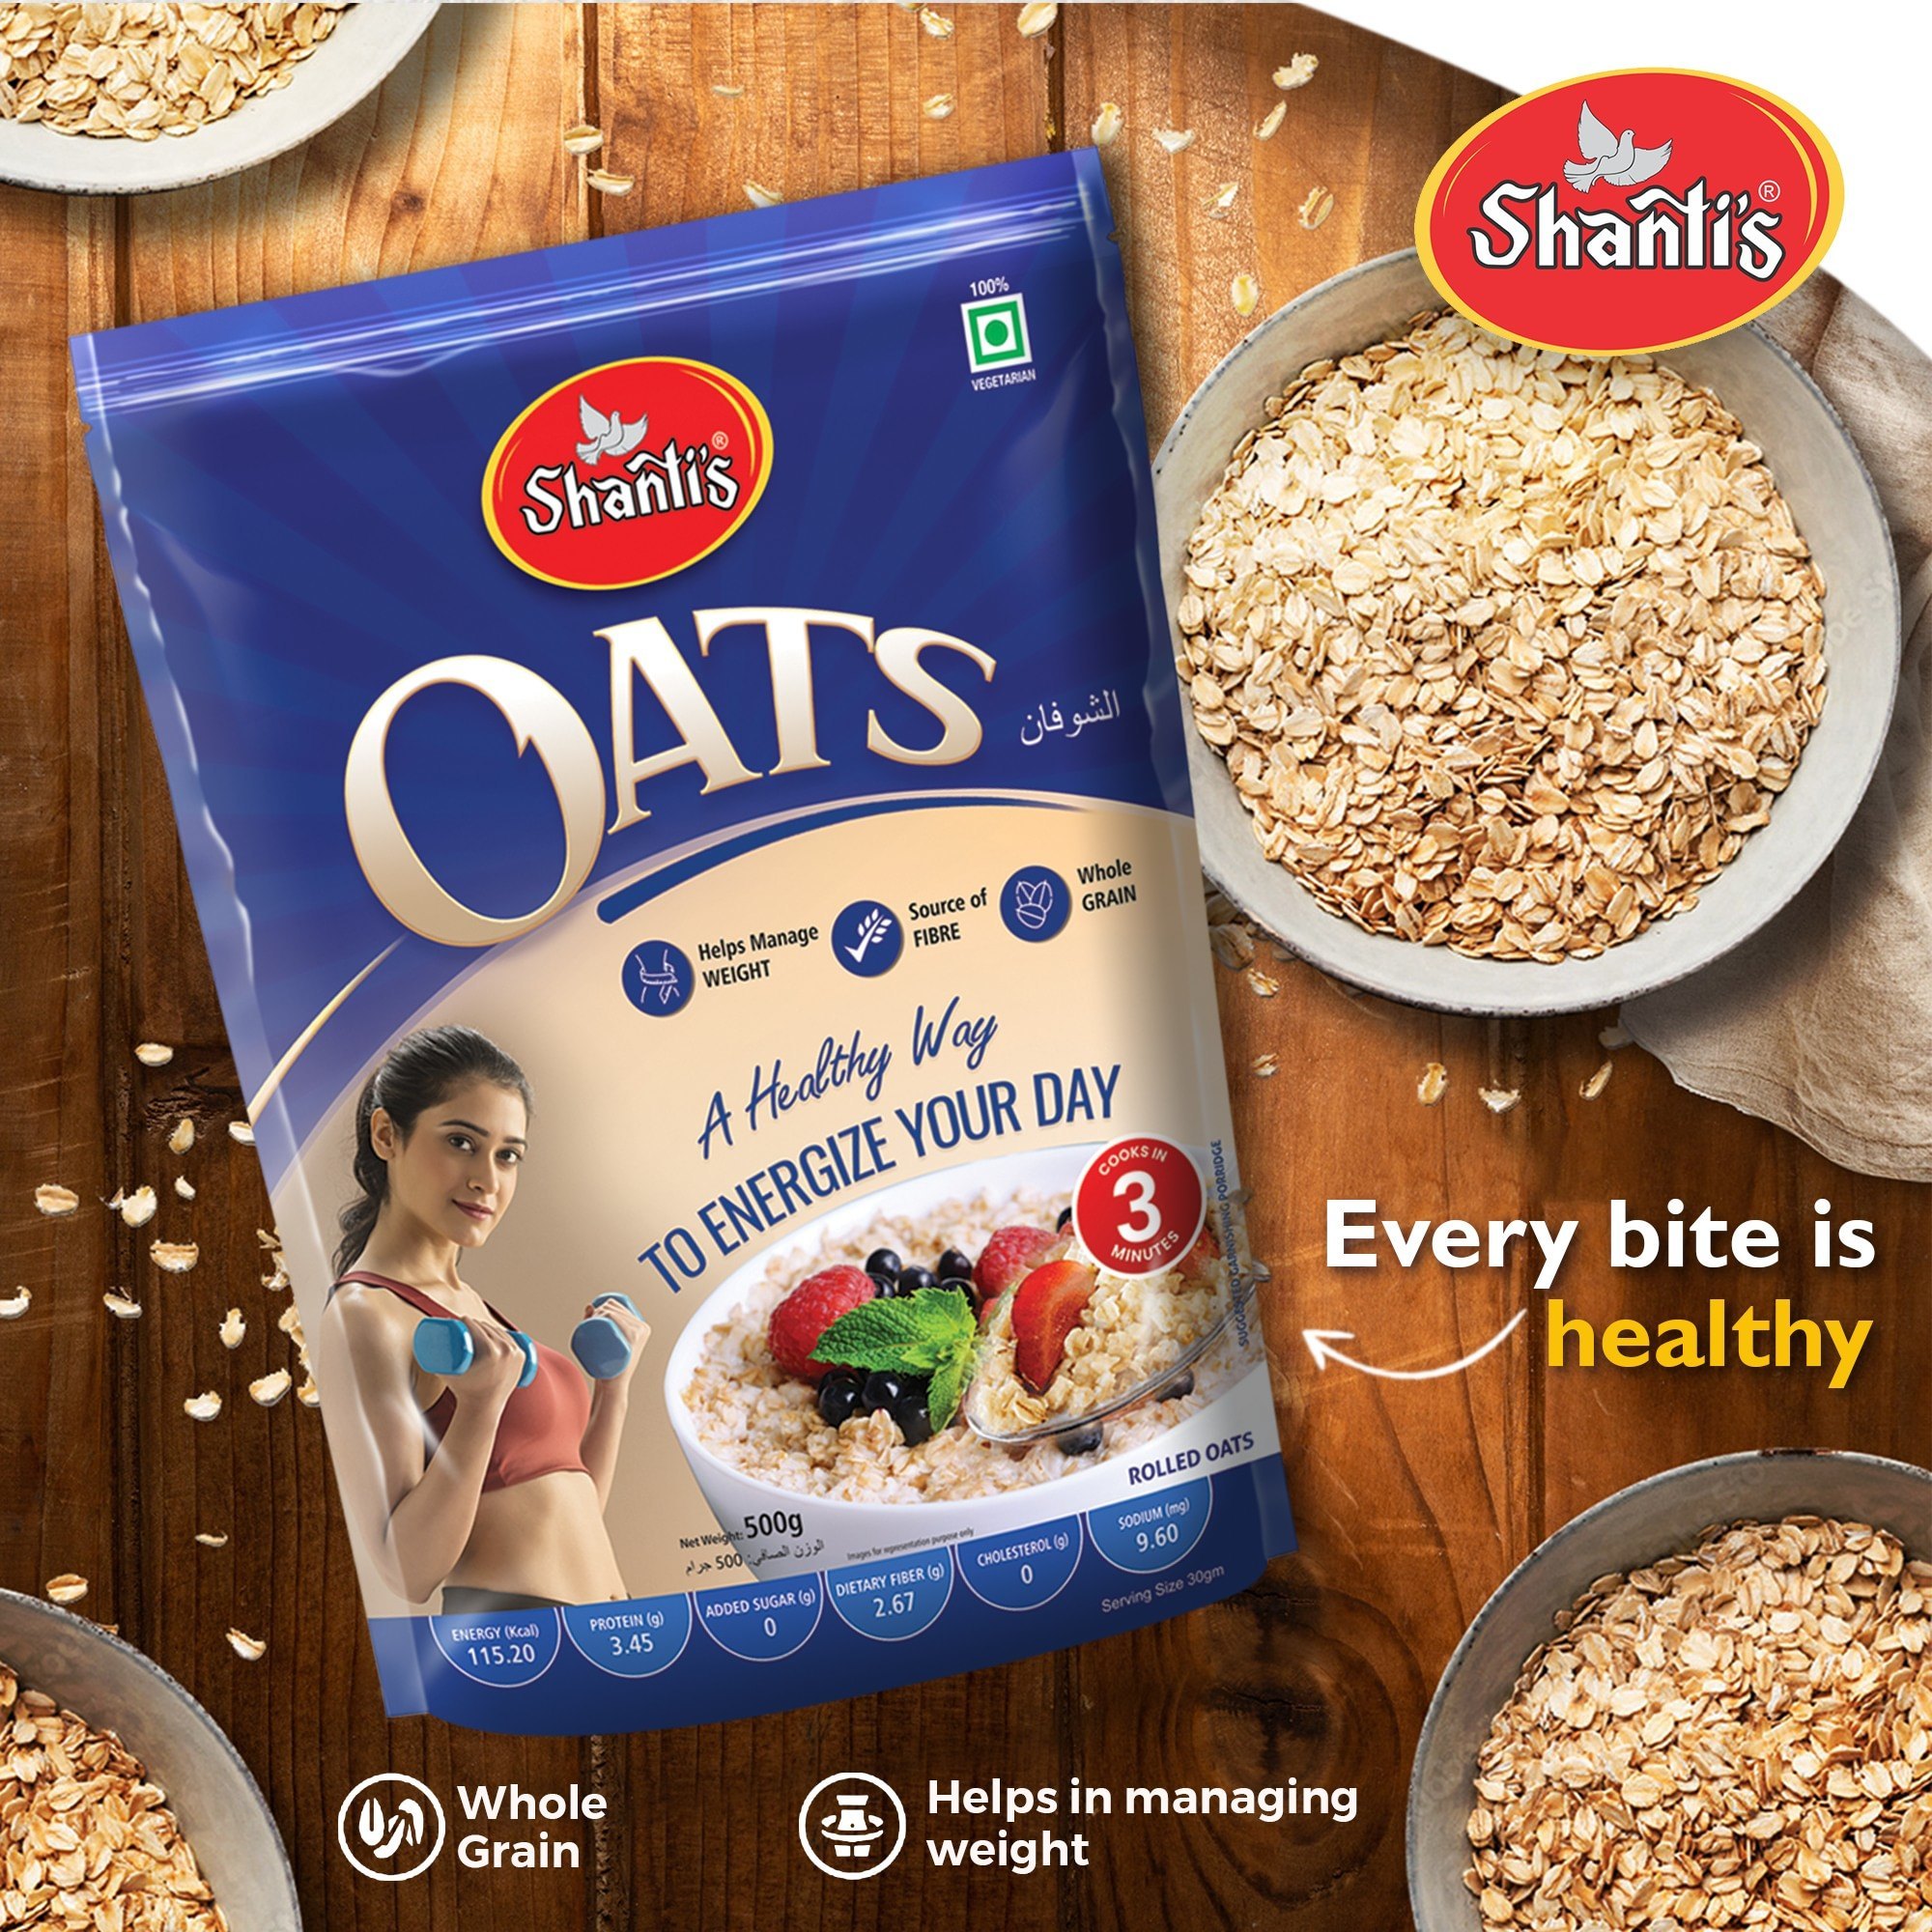 Shanti's®
100%
VEGETARIAN
Shanti's®
OATS
الشوفان
Helps Manage
WEIGHT
Source of
FIBRE
Whole
GRAIN
A Healthy Way
TO ENERGIZE YOUR DAY
COOKS IN
3
MINUTES
SUGGESTED GARNISHING PORRIDGE
Every bite is
healthy
ROLLED OATS
Net Weight: 500g
الوزن الصافي: 500 جرام
Images for representation purpose only
ENERGY (Kcal)
115.20
PROTEIN (g)
3.45
ADDED SUGAR (g)
0
DIETARY FIBER (g)
2.67
CHOLESTEROL (g)
0
SODIUM (mg)
9.60
Serving Size 30gm
Whole
Grain
Helps in managing
weight